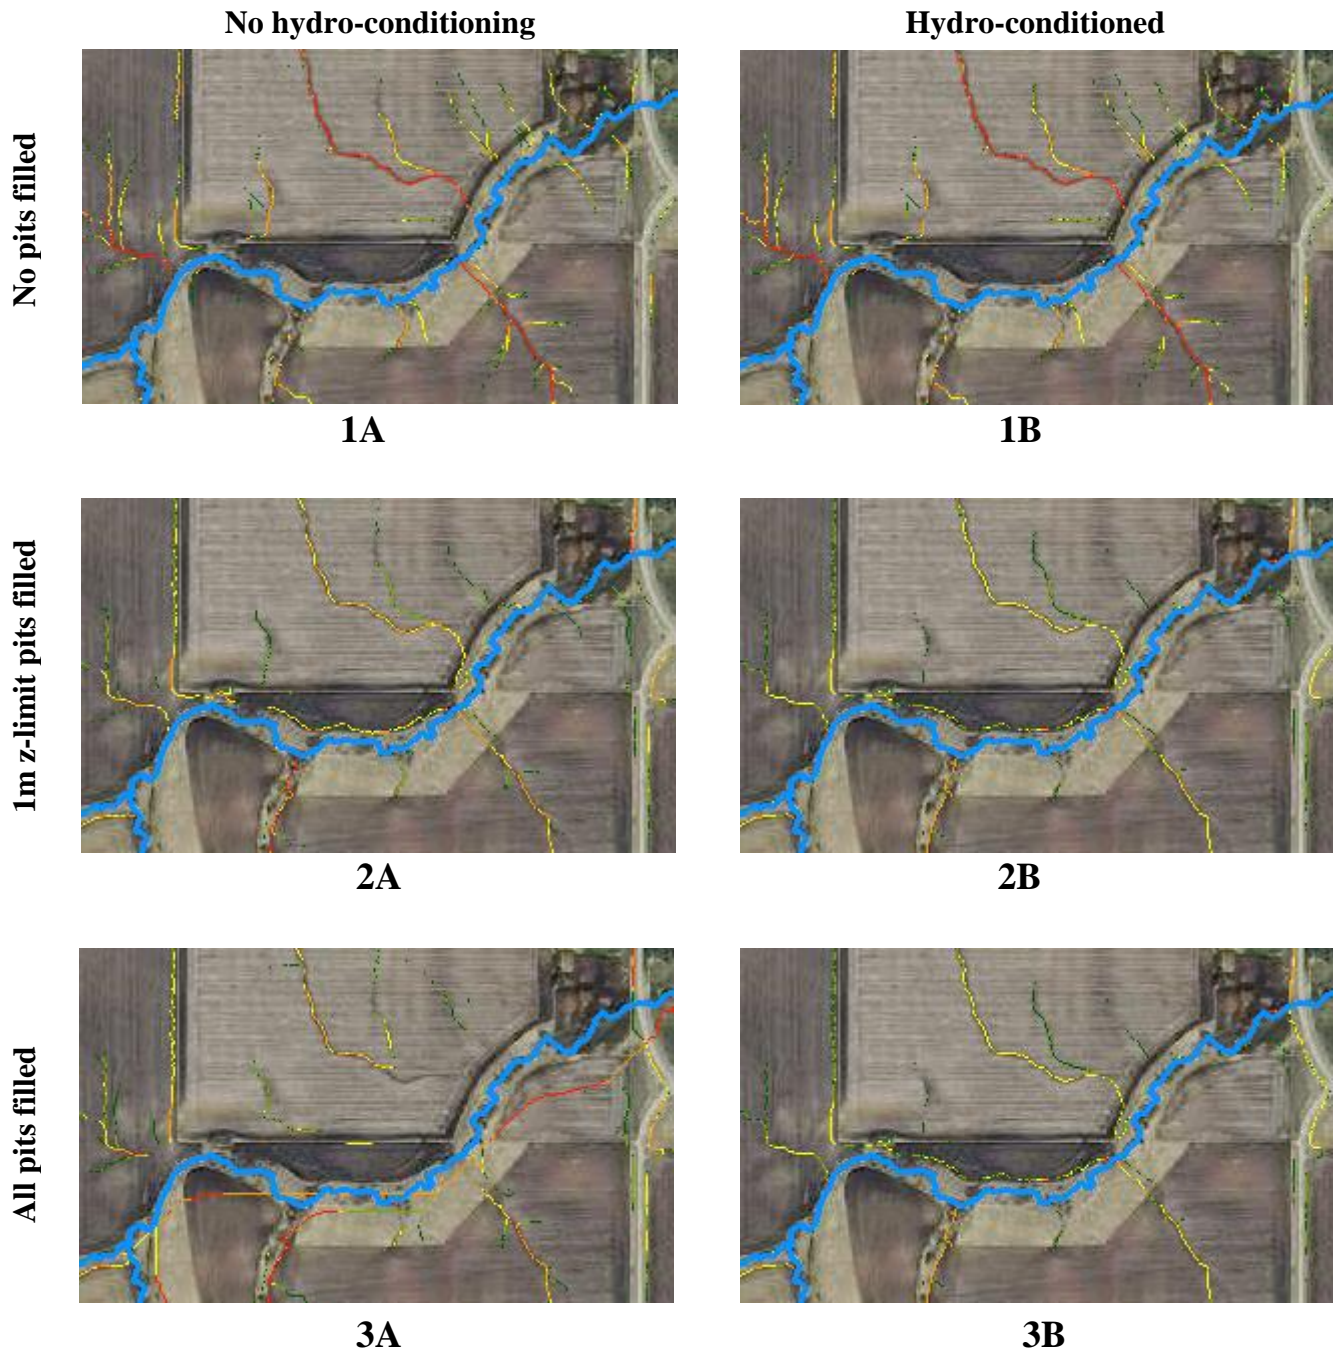 No hydro-conditioning
Hydro-conditioned
No pits filled
1A
1B
1m z-limit pits filled
2A
2B
All pits filled
3A
3B